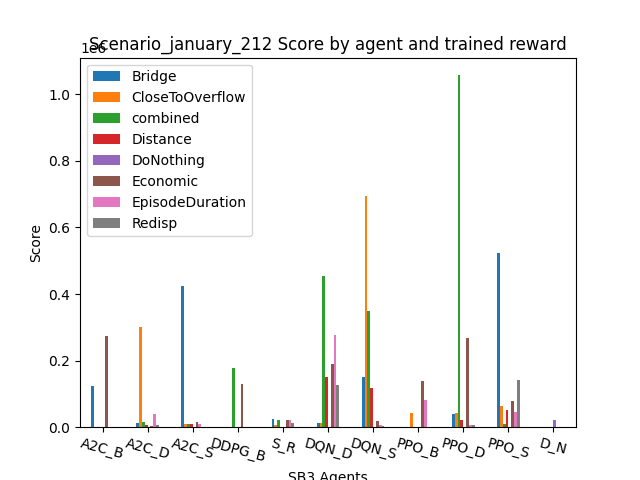 Scenario_january_212 Score by agent and trained reward
1e6
Bridge
CloseToOverflow
combined
Distance
DoNothing
Economic
EpisodeDuration
Redisp
1.0
0.8
0.6
0.4
0.2
0.0
Score
A2C_B A2C_D A2C_S DDPG_B S_R DQN_D DQN_S PPO_B PPO_D PPO_S D_N
SB3 Agents